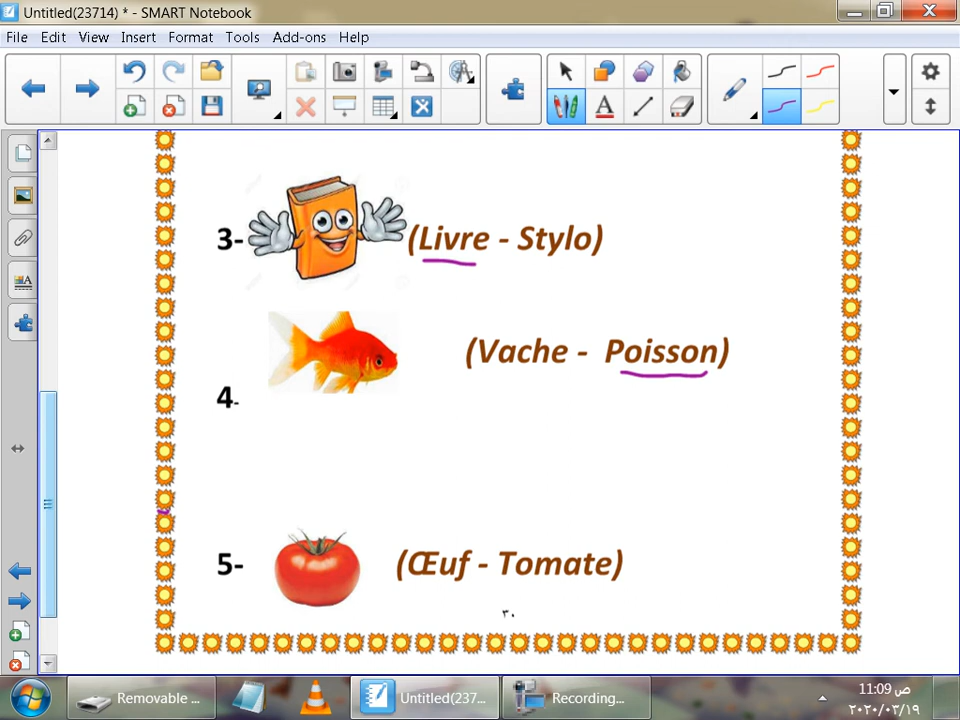 Untitled(23714) * - SMART Notebook
File Edit View Insert Format Tools Add-ons Help
3- (Livre - Stylo)
(Vache - Poisson)
4-
5- (Œuf - Tomate)
٣٠
Removable ... Untitled(237... Recording...
11:09 ص
٢٠٢٠/٠٣/١٩